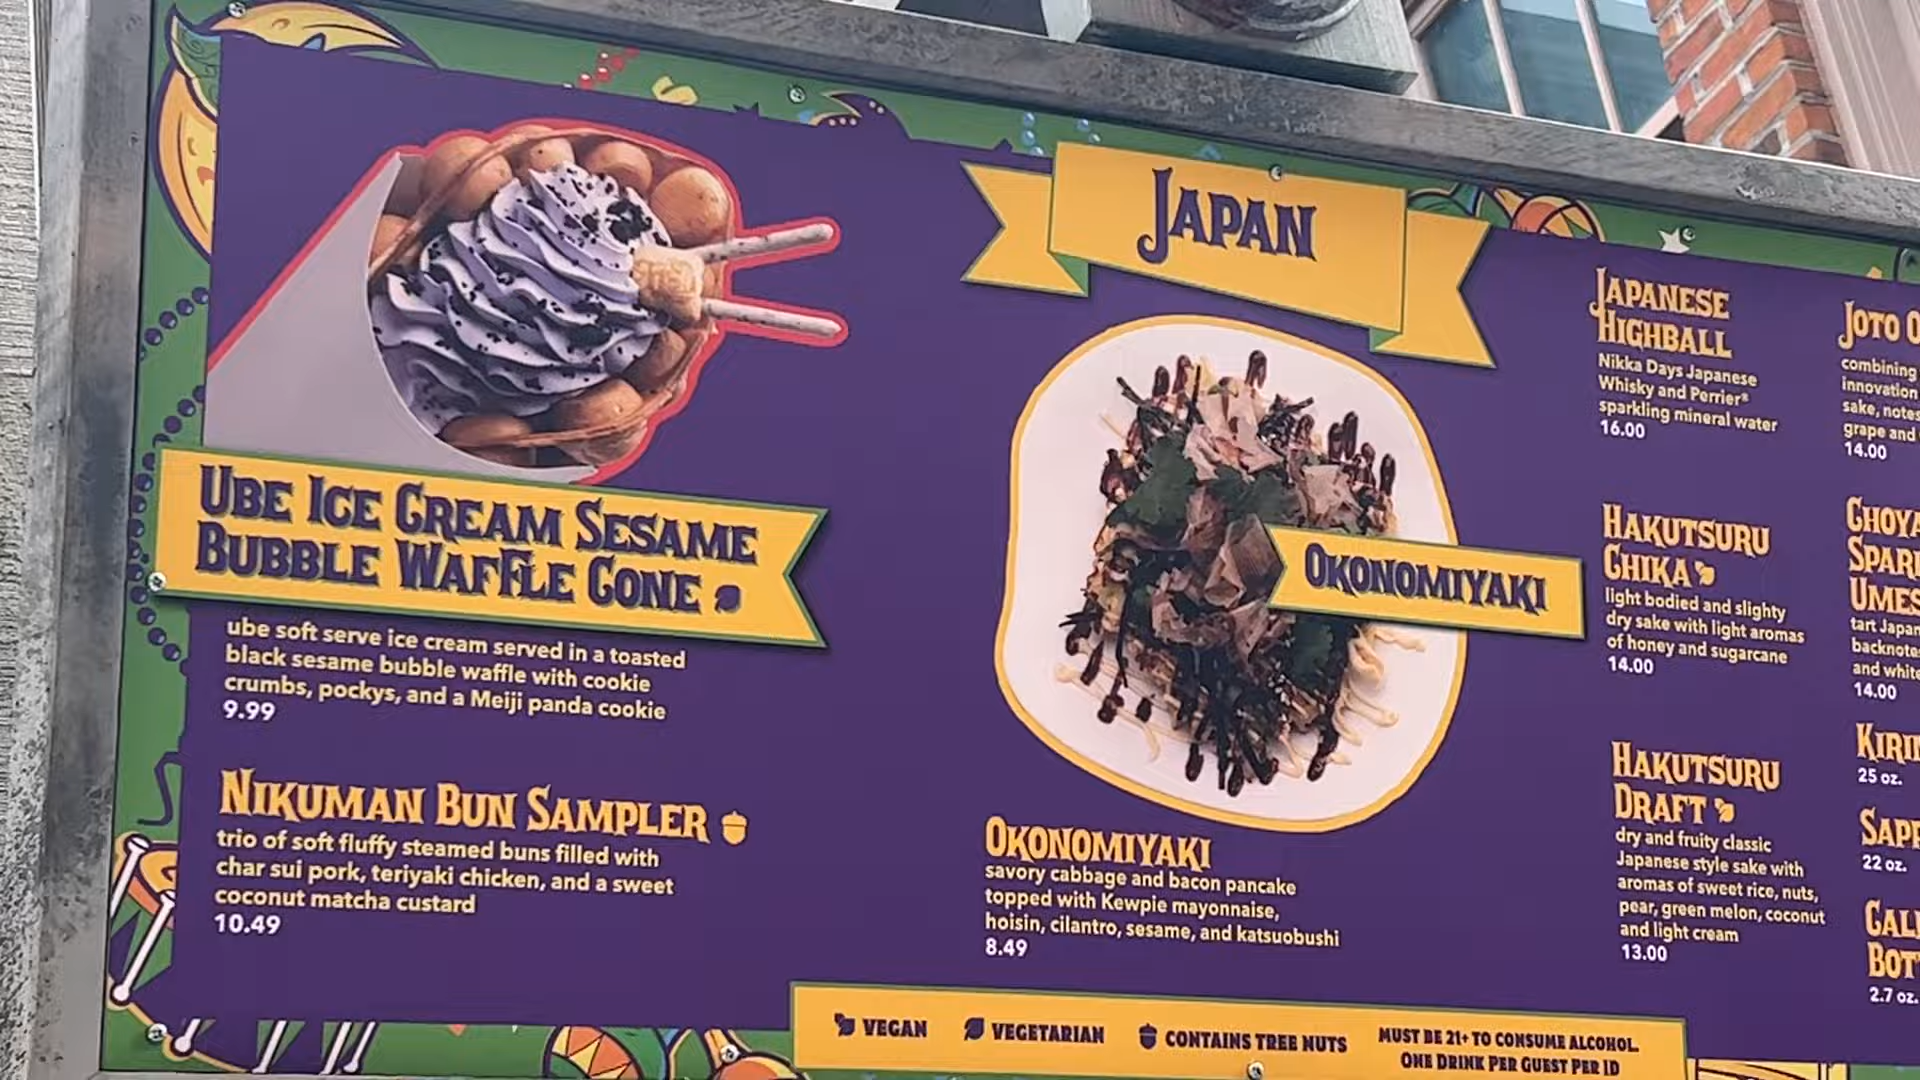 JAPAN
UBE ICE CREAM SESAME
BUBBLE WAFFLE CONE
ube soft serve ice cream served in a toasted
black sesame bubble waffle with cookie
crumbs, pockys, and a Meiji panda cookie
9.99
NIKUMAN BUN SAMPLER
trio of soft fluffy steamed buns filled with
char sui pork, teriyaki chicken, and a sweet
coconut matcha custard
10.49
OKONOMIYAKI
OKONOMIYAKI
savory cabbage and bacon pancake
topped with Kewpie mayonnaise,
hoisin, cilantro, sesame, and katsuobushi
8.49
JAPANESE
HIGHBALL
Nikka Days Japanese
Whisky and Perrier®
sparkling mineral water
16.00
HAKUTSURU
CHIKA
light bodied and slighty
dry sake with light aromas
of honey and sugarcane
14.00
HAKUTSURU
DRAFT
dry and fruity classic
Japanese style sake with
aromas of sweet rice, nuts,
pear, green melon, coconut
and light cream
13.00
JOTO
combining
innovation
sake, notes
grape and
14.00
CHOYA
tart
and white
14.00
25 oz.
22 oz.
2.7 oz.
VEGAN
VEGETARIAN
CONTAINS TREE NUTS
MUST BE 21+ TO CONSUME ALCOHOL.
ONE DRINK PER GUEST PER ID